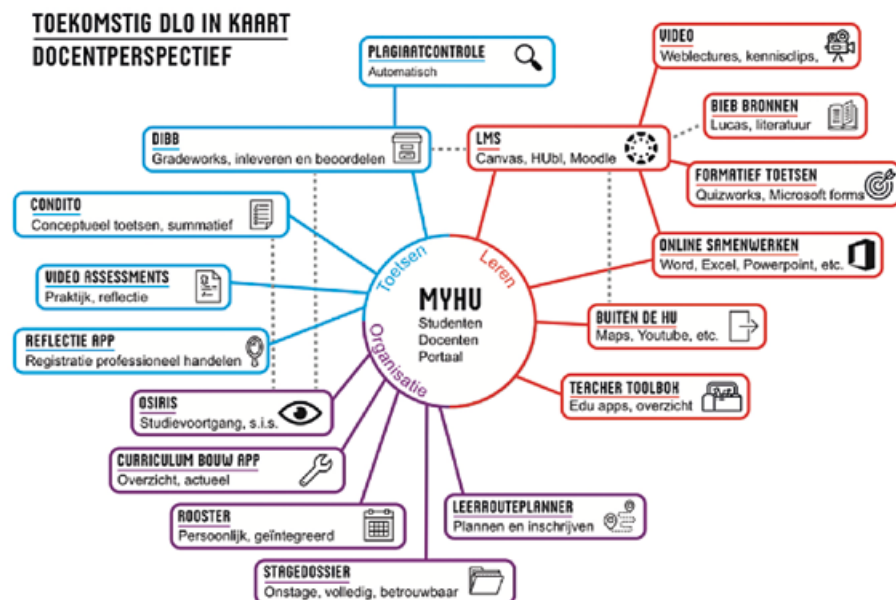 TOEKOMSTIG DLO IN KAART
DOCENTPERSPECTIEF
PLAGIAATCONTROLE
Automatisch
VIDEO
Weblectures, kennisclips,
BIEB BRONNEN
Lucas, literatuur
DIBB
Gradeworks, inleveren en beoordelen
LMS
Canvas, HUbl, Moodle
FORMATIEF TOETSEN
Quizworks, Microsoft forms
CONDITO
Conceptueel toetsen, summatief
ONLINE SAMENWERKEN
Word, Excel, Powerpoint, etc.
VIDEO ASSESSMENTS
Praktijk, reflectie
Toetsen
Leren
Organisatie
MYHU
Studenten
Docenten
Portaal
BUITEN DE HU
Maps, Youtube, etc.
REFLECTIE APP
Registratie professioneel handelen
TEACHER TOOLBOX
Edu apps, overzicht
OSIRIS
Studievoortgang, s.i.s.
CURRICULUM BOUW APP
Overzicht, actueel
LEERROUTEPLANNER
Plannen en inschrijven
ROOSTER
Persoonlijk, geïntegreerd
STAGEDOSSIER
Onstage, volledig, betrouwbaar